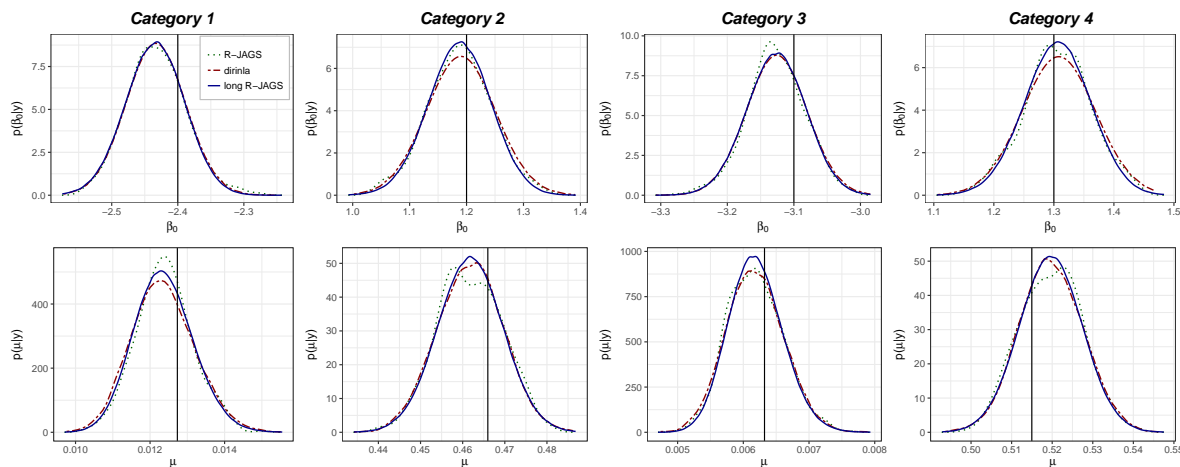 Category 1 Category 2 Category 3 Category 4
R−JAGS
dirinla
long R−JAGS
p(β₀|y)
7.5
5.0
2.5
0.0
−2.5 −2.4 −2.3
β₀
p(β₀|y)
6
4
2
0
1.0 1.1 1.2 1.3 1.4
β₀
p(β₀|y)
10.0
7.5
5.0
2.5
0.0
−3.3 −3.2 −3.1 −3.0
β₀
p(β₀|y)
6
4
2
0
1.1 1.2 1.3 1.4 1.5
β₀
p(μ|y)
400
200
0
0.010 0.012 0.014
μ
p(μ|y)
50
40
30
20
10
0
0.44 0.45 0.46 0.47 0.48
μ
p(μ|y)
1000
750
500
250
0
0.005 0.006 0.007 0.008
μ
p(μ|y)
50
40
30
20
10
0
0.50 0.51 0.52 0.53 0.54 0.55
μ